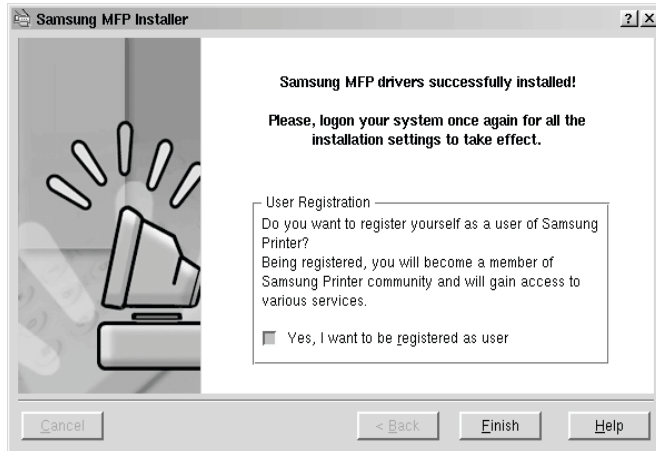 Samsung MFP Installer
? X
Samsung MFP drivers successfully installed!
Please, logon your system once again for all the
installation settings to take effect.
User Registration
Do you want to register yourself as a user of Samsung
Printer?
Being registered, you will become a member of
Samsung Printer community and will gain access to
various services.
Yes, I want to be registered as user
Cancel
< Back
Finish
Help